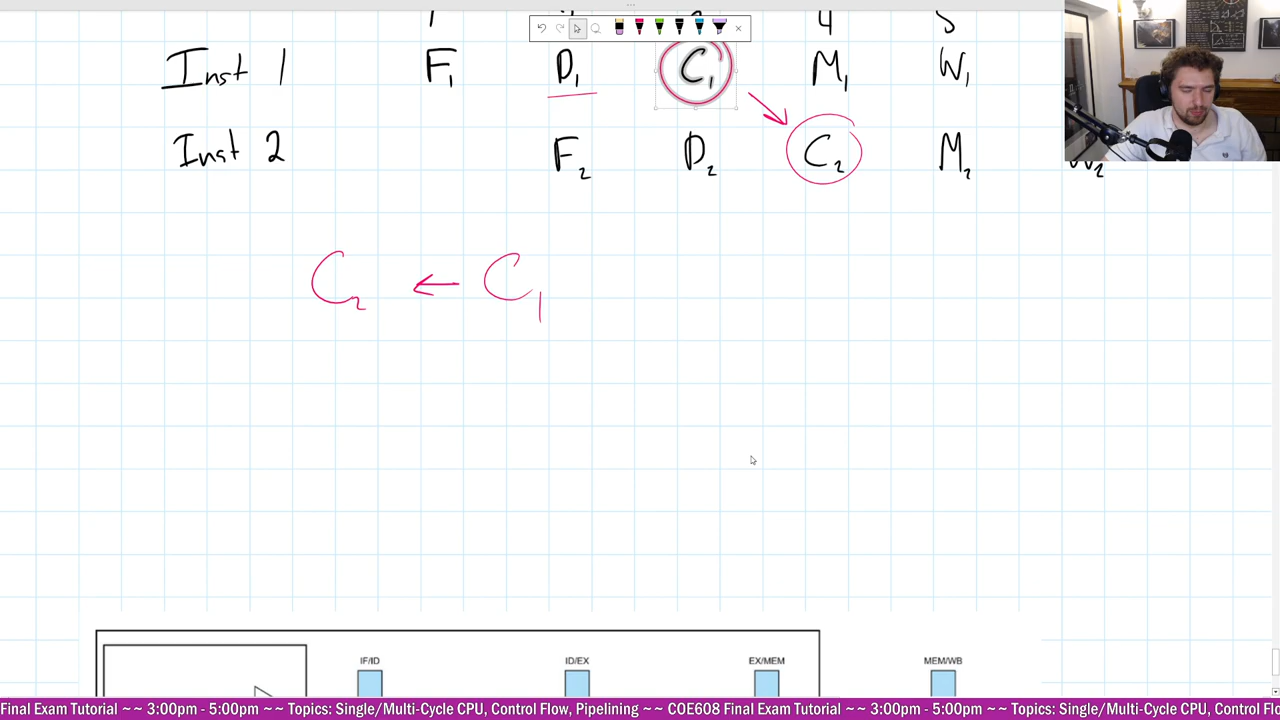 4 5
Inst 1 F₁ D₁ C₁ M₁ W₁
Inst 2 F₂ D₂ C₂ M₂ W₂
C₂ ← C₁
IF/ID ID/EX EX/MEM MEM/WB
Final Exam Tutorial ~~ 3:00pm - 5:00pm ~~ Topics: Single/Multi-Cycle CPU, Control Flow, Pipelining ~~ COE608 Final Exam Tutorial ~~ 3:00pm - 5:00pm ~~ Topics: Single/Multi-Cycle CPU, Control Flo